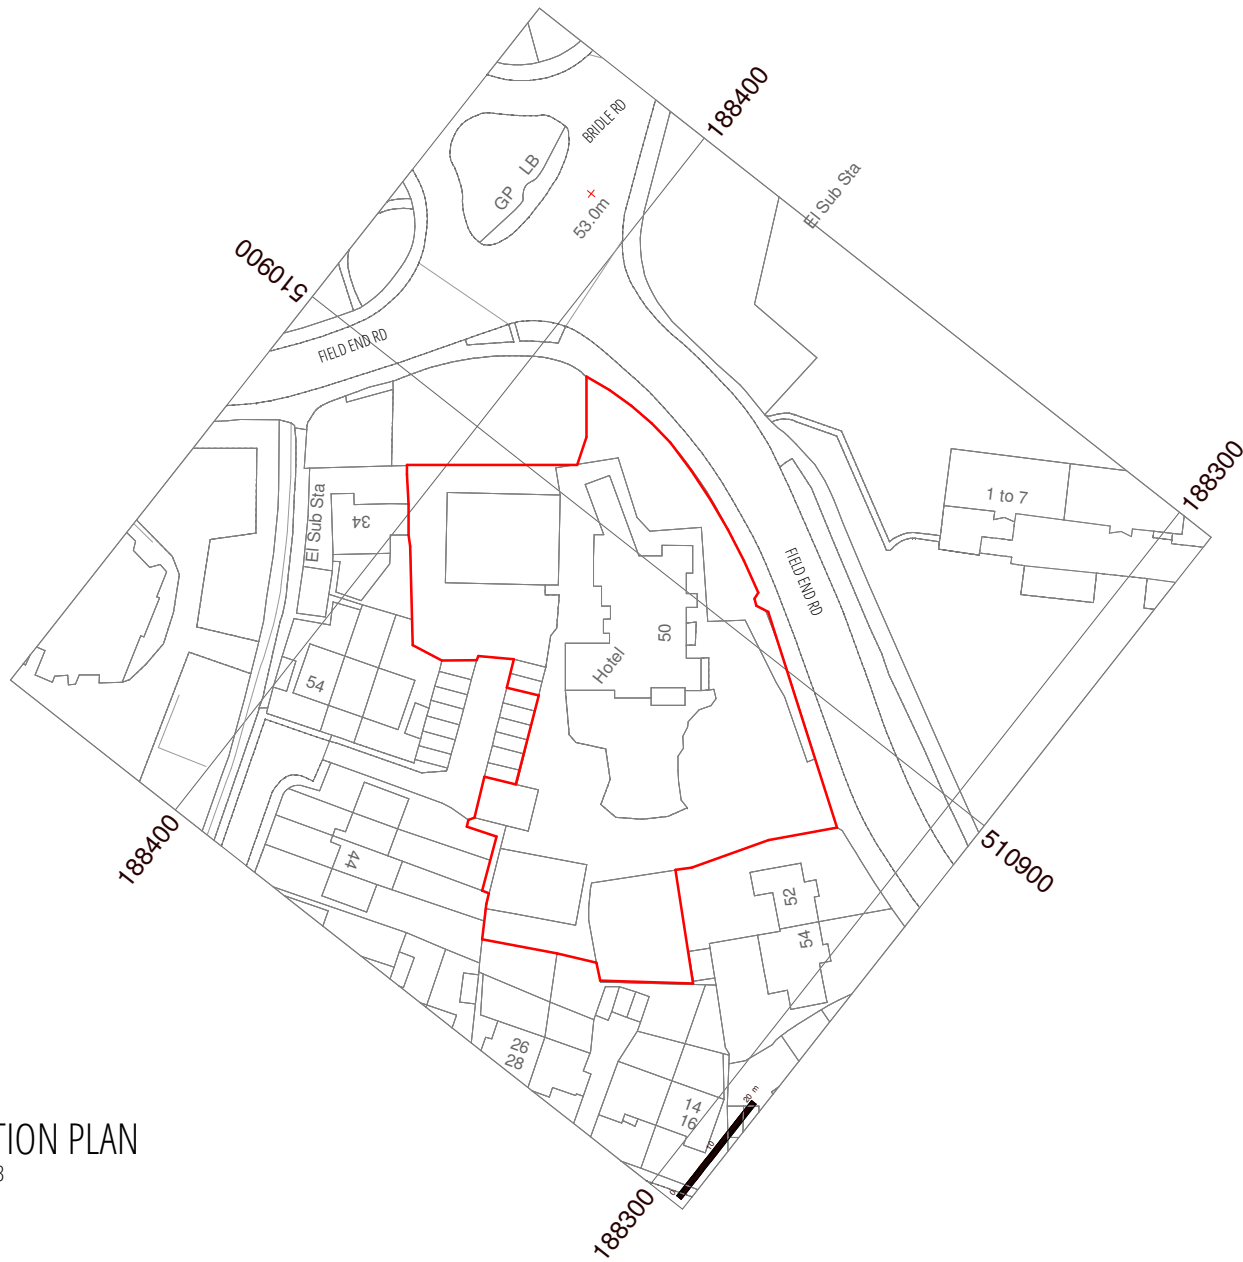 188400
BRIDLE RD
GP LB
El Sub Sta
53.0m
510900
FIELD END RD
188300
1 to 7
El Sub Sta
34
FIELD END RD
50
Hotel
54
188400
44
510900
52
54
26
28
14
16
20 m
10
0
TION PLAN
188300